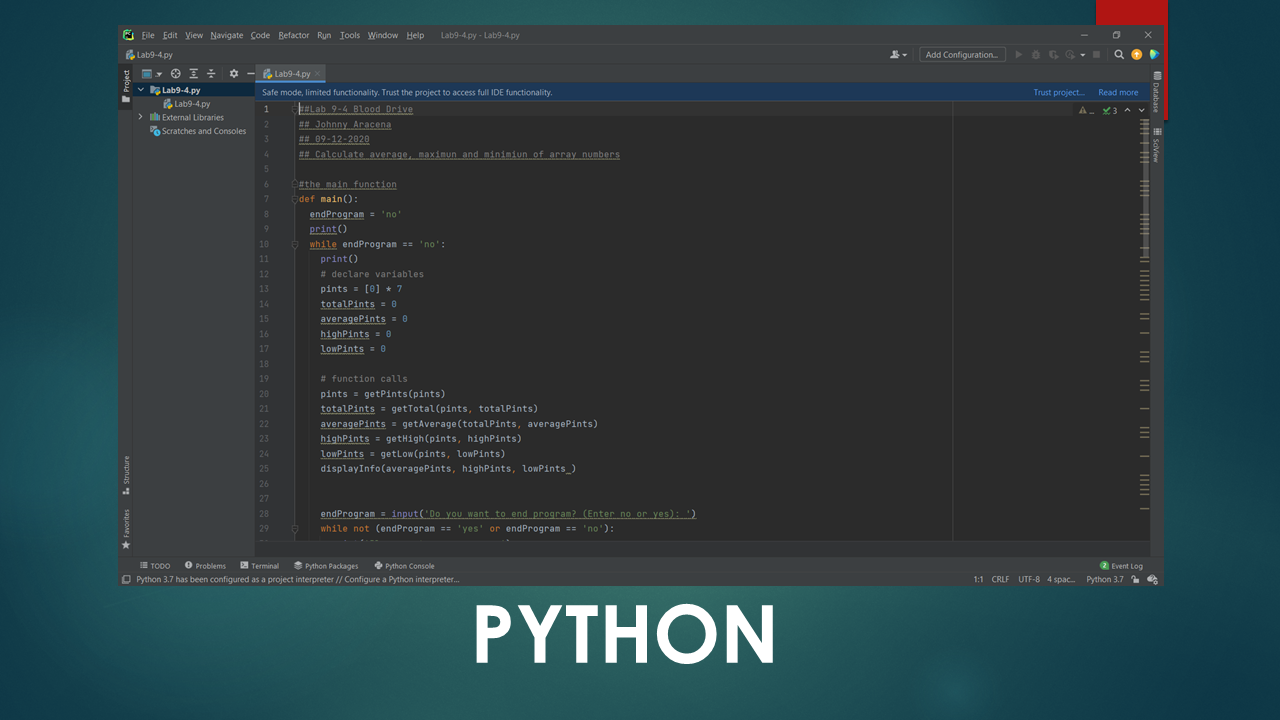 File Edit View Navigate Code Refactor Run Tools Window Help Lab9-4.py - Lab9-4.py
Lab9-4.py Add Configuration...
Project Lab9-4.py
Safe mode, limited functionality. Trust the project to access full IDE functionality. Trust project... Read more
Lab9-4.py
Lab9-4.py
External Libraries
Scratches and Consoles
Database
SciView
3
1 ##Lab 9-4 Blood Drive
2 ## Johnny Aracena
3 ## 09-12-2020
4 ## Calculate average, maximun and minimiun of array numbers
5
6 #the main function
7 def main():
8 endProgram = 'no'
9 print()
10 while endProgram == 'no':
11 print()
12 # declare variables
13 pints = [0] * 7
14 totalPints = 0
15 averagePints = 0
16 highPints = 0
17 lowPints = 0
18
19 # function calls
20 pints = getPints(pints)
21 totalPints = getTotal(pints, totalPints)
22 averagePints = getAverage(totalPints, averagePints)
23 highPints = getHigh(pints, highPints)
24 lowPints = getLow(pints, lowPints)
25 displayInfo(averagePints, highPints, lowPints_)
26
27
28 endProgram = input('Do you want to end program? (Enter no or yes): ')
29 while not (endProgram == 'yes' or endProgram == 'no'):
Structure
Favorites
TODO Problems Terminal Python Packages Python Console 2 Event Log
Python 3.7 has been configured as a project interpreter // Configure a Python interpreter... 1:1 CRLF UTF-8 4 spac... Python 3.7
PYTHON